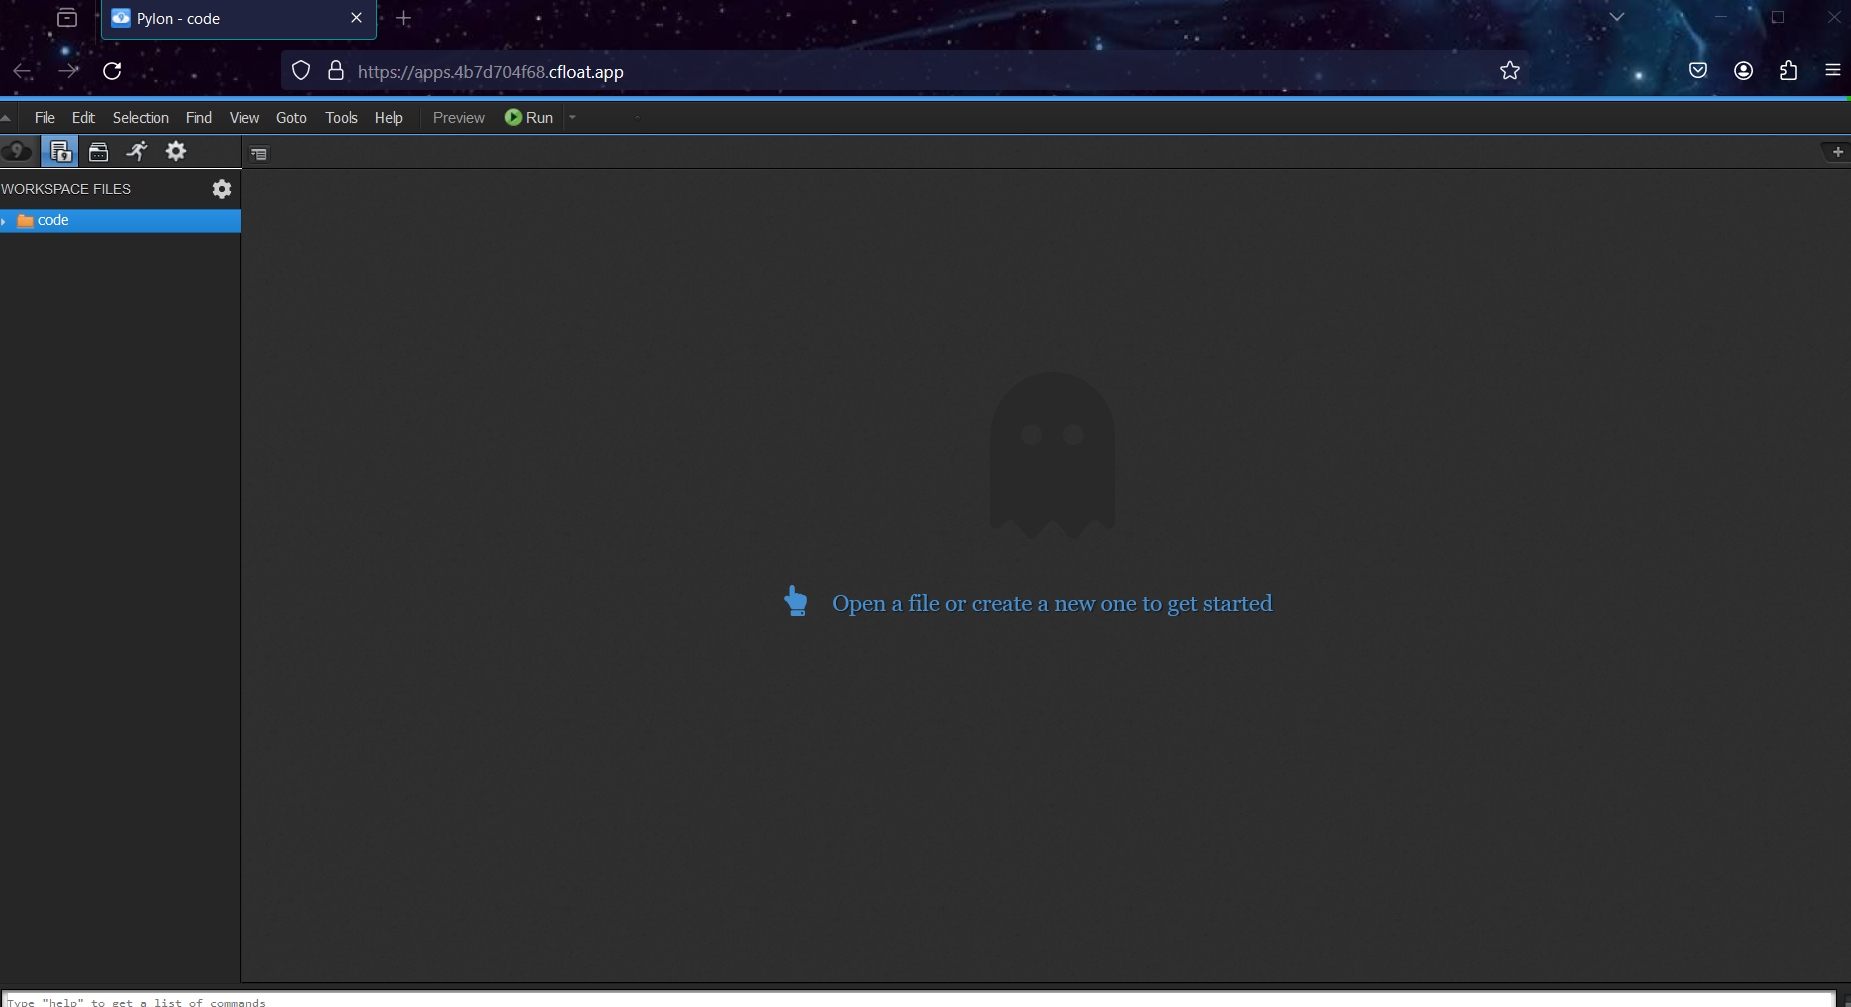 Pylon - code
https://apps.4b7d704f68.cfloat.app
File Edit Selection Find View Goto Tools Help Preview Run
WORKSPACE FILES
code
Open a file or create a new one to get started
Type "help" to get a list of commands